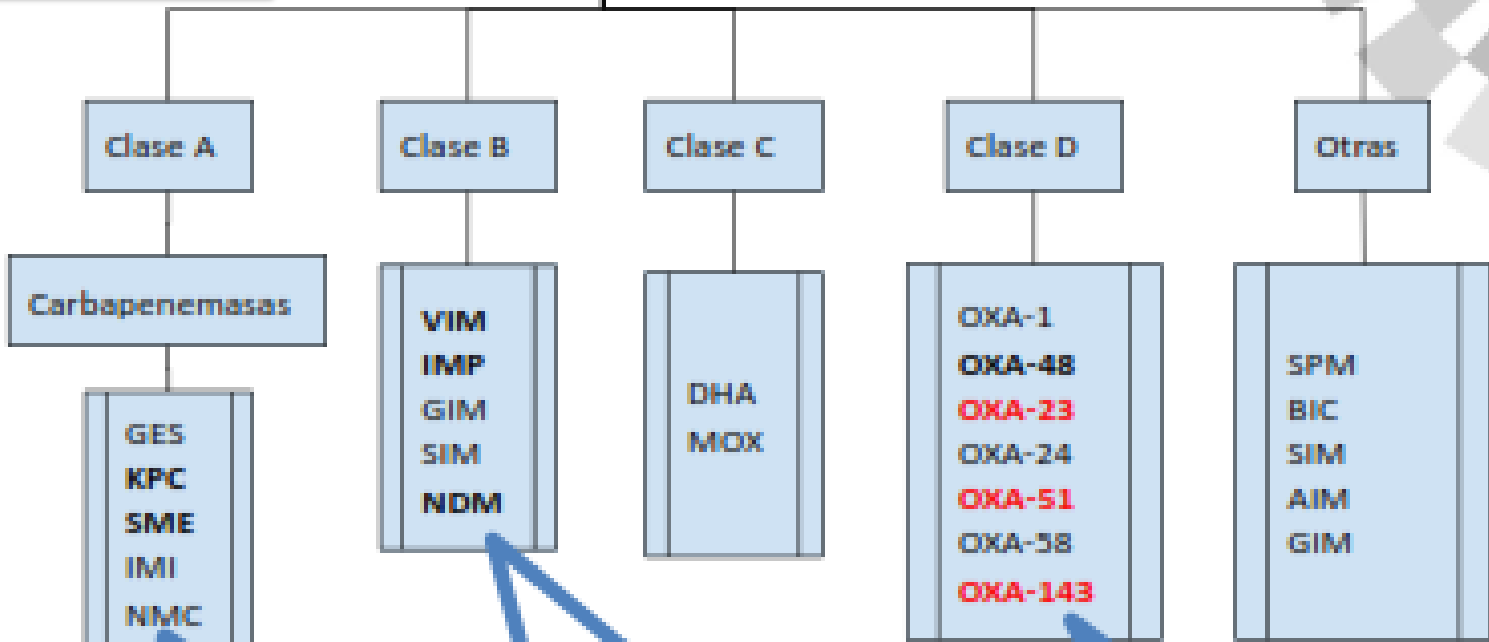 Clase A
Clase B
Clase C
Clase D
Otras
Carbapenemasas
GES
KPC
SME
IMI
NMC
VIM
IMP
GIM
SIM
NDM
DHA
MOX
OXA-1
OXA-48
OXA-23
OXA-24
OXA-51
OXA-58
OXA-143
SPM
BIC
SIM
AIM
GIM